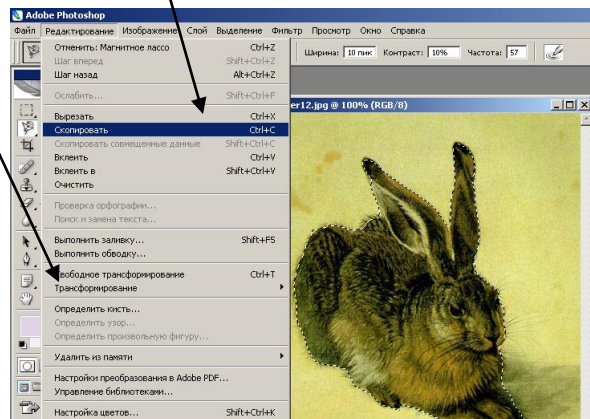 Adobe Photoshop
Файл Редактирование Изображение Слой Выделение Фильтр Просмотр Окно Справка
Ширина: 10 пикс Контраст: 10% Частота: 57
Отменить: Магнитное лассо Ctrl+Z
Шаг вперед Shift+Ctrl+Z
Шаг назад Alt+Ctrl+Z
Ослабить... Shift+Ctrl+F
er12.jpg @ 100% (RGB/8)
Вырезать Ctrl+X
Скопировать Ctrl+C
Скопировать совмещенные данные Shift+Ctrl+C
Вклеить Ctrl+V
Вклеить в Shift+Ctrl+V
Очистить
Проверка орфографии...
Поиск и замена текста...
Выполнить заливку... Shift+F5
Выполнить обводку...
Свободное трансформирование Ctrl+T
Трансформирование
Определить кисть...
Определить узор...
Определить произвольную фигуру...
Удалить из памяти
Настройки преобразования в Adobe PDF...
Управление библиотеками...
Настройка цветов... Shift+Ctrl+K